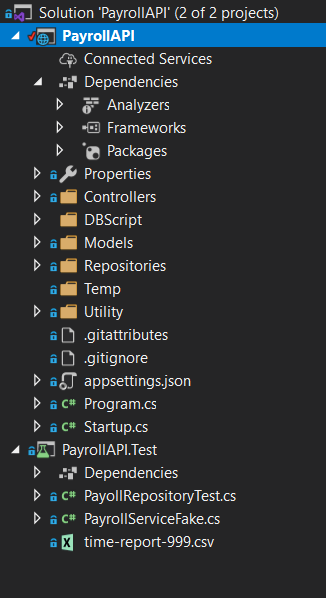 Solution 'PayrollAPI' (2 of 2 projects)
PayrollAPI
Connected Services
Dependencies
Analyzers
Frameworks
Packages
Properties
Controllers
DBScript
Models
Repositories
Temp
Utility
.gitattributes
.gitignore
appsettings.json
C# Program.cs
C# Startup.cs
PayrollAPI.Test
Dependencies
C# PayollRepositoryTest.cs
C# PayrollServiceFake.cs
time-report-999.csv